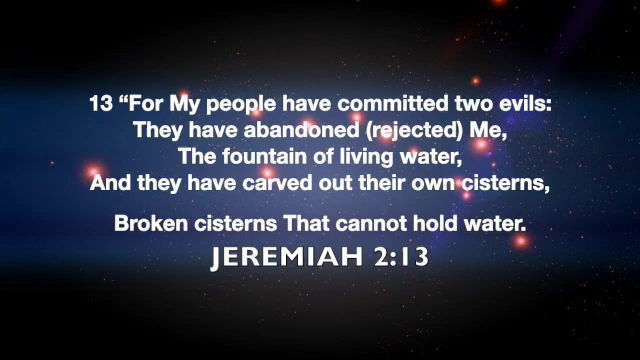 13 “For My people have committed two evils:
They have abandoned (rejected) Me,
The fountain of living water,
And they have carved out their own cisterns,
Broken cisterns That cannot hold water.
JEREMIAH 2:13